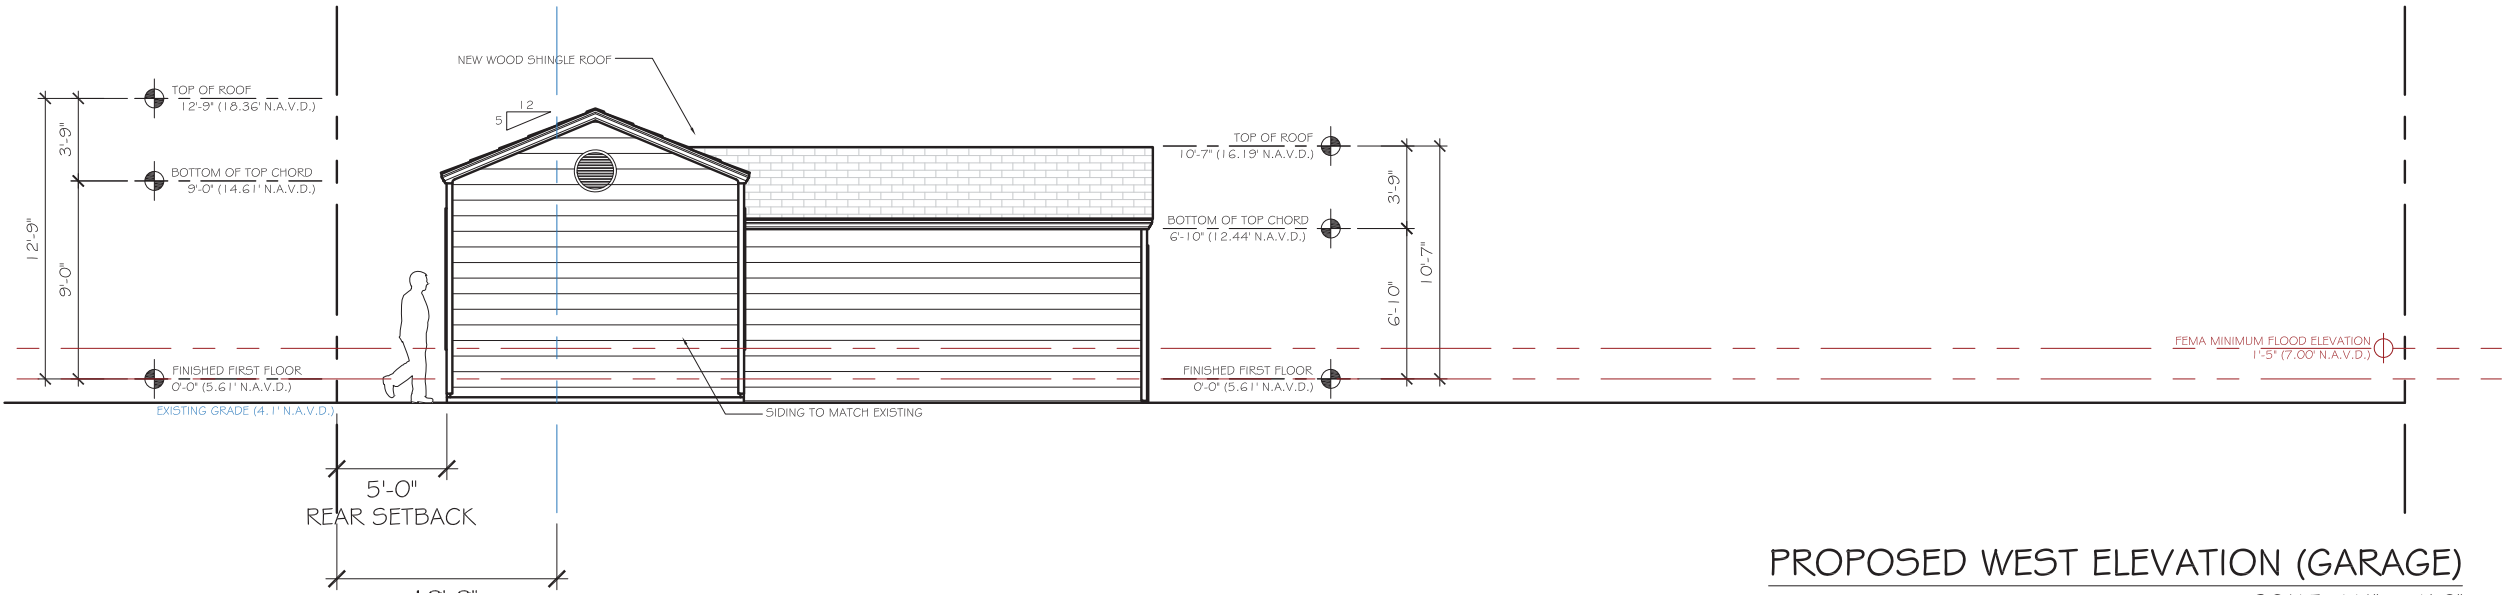 NEW WOOD SHINGLE ROOF
12
5
TOP OF ROOF
12'-9" (18.36' N.A.V.D.)
3'-9"
BOTTOM OF TOP CHORD
9'-0" (14.61' N.A.V.D.)
12'-9"
9'-0"
FINISHED FIRST FLOOR
0'-0" (5.61' N.A.V.D.)
EXISTING GRADE (4.1' N.A.V.D.)
TOP OF ROOF
10'-7" (16.19' N.A.V.D.)
3'-9"
BOTTOM OF TOP CHORD
6'-10" (12.44' N.A.V.D.)
10'-7"
6'-10"
FINISHED FIRST FLOOR
0'-0" (5.61' N.A.V.D.)
FEMA MINIMUM FLOOD ELEVATION
1'-5" (7.00' N.A.V.D.)
SIDING TO MATCH EXISTING
5'-0"
REAR SETBACK
PROPOSED WEST ELEVATION (GARAGE)